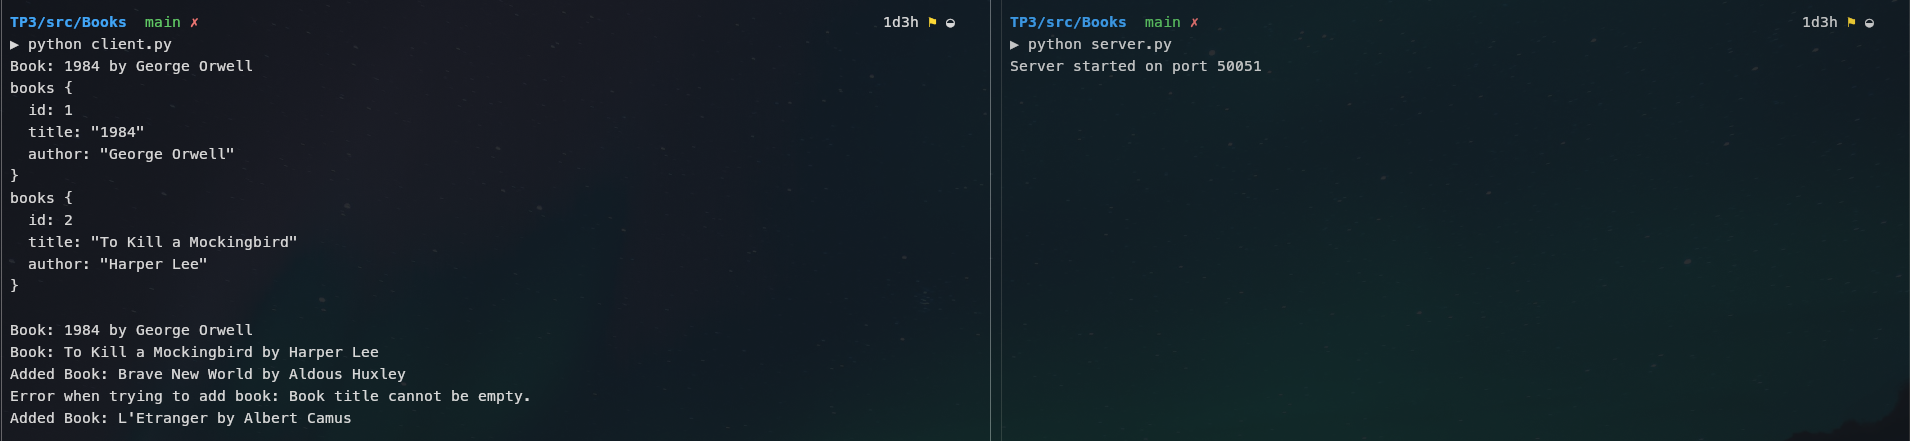 TP3/src/Books main ✗ 1d3h ⚑ ◒
▶ python client.py
Book: 1984 by George Orwell
books {
  id: 1
  title: "1984"
  author: "George Orwell"
}
books {
  id: 2
  title: "To Kill a Mockingbird"
  author: "Harper Lee"
}

Book: 1984 by George Orwell
Book: To Kill a Mockingbird by Harper Lee
Added Book: Brave New World by Aldous Huxley
Error when trying to add book: Book title cannot be empty.
Added Book: L'Etranger by Albert Camus
TP3/src/Books main ✗ 1d3h ⚑ ◒
▶ python server.py
Server started on port 50051